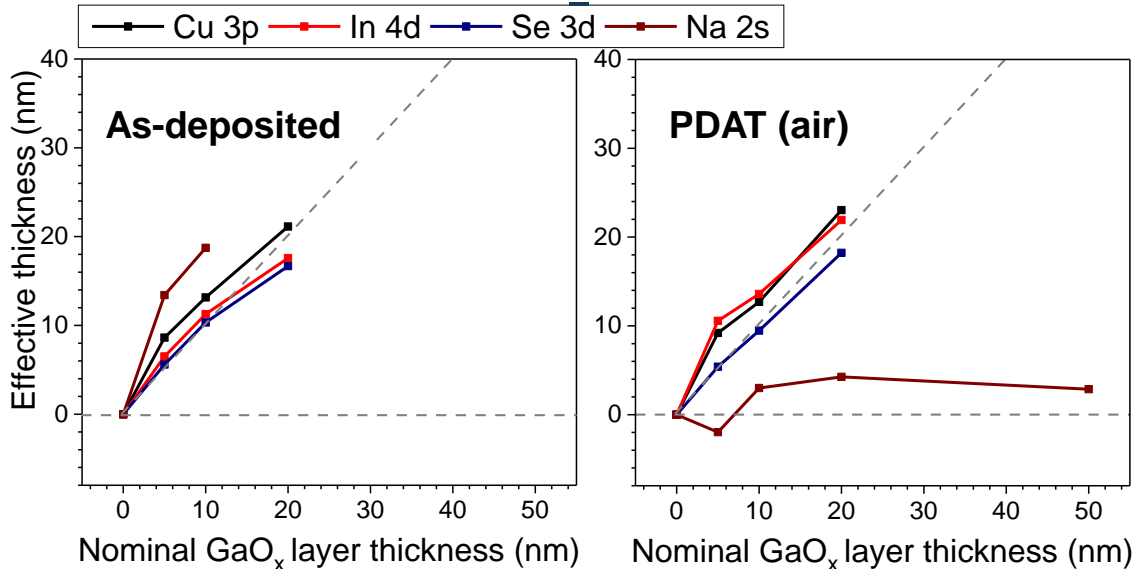 Cu 3p In 4d Se 3d Na 2s
As-deposited
PDAT (air)
Effective thickness (nm)
40
30
20
10
0
0 10 20 30 40 50
Nominal GaOₓ layer thickness (nm)
40
30
20
10
0
0 10 20 30 40 50
Nominal GaOₓ layer thickness (nm)